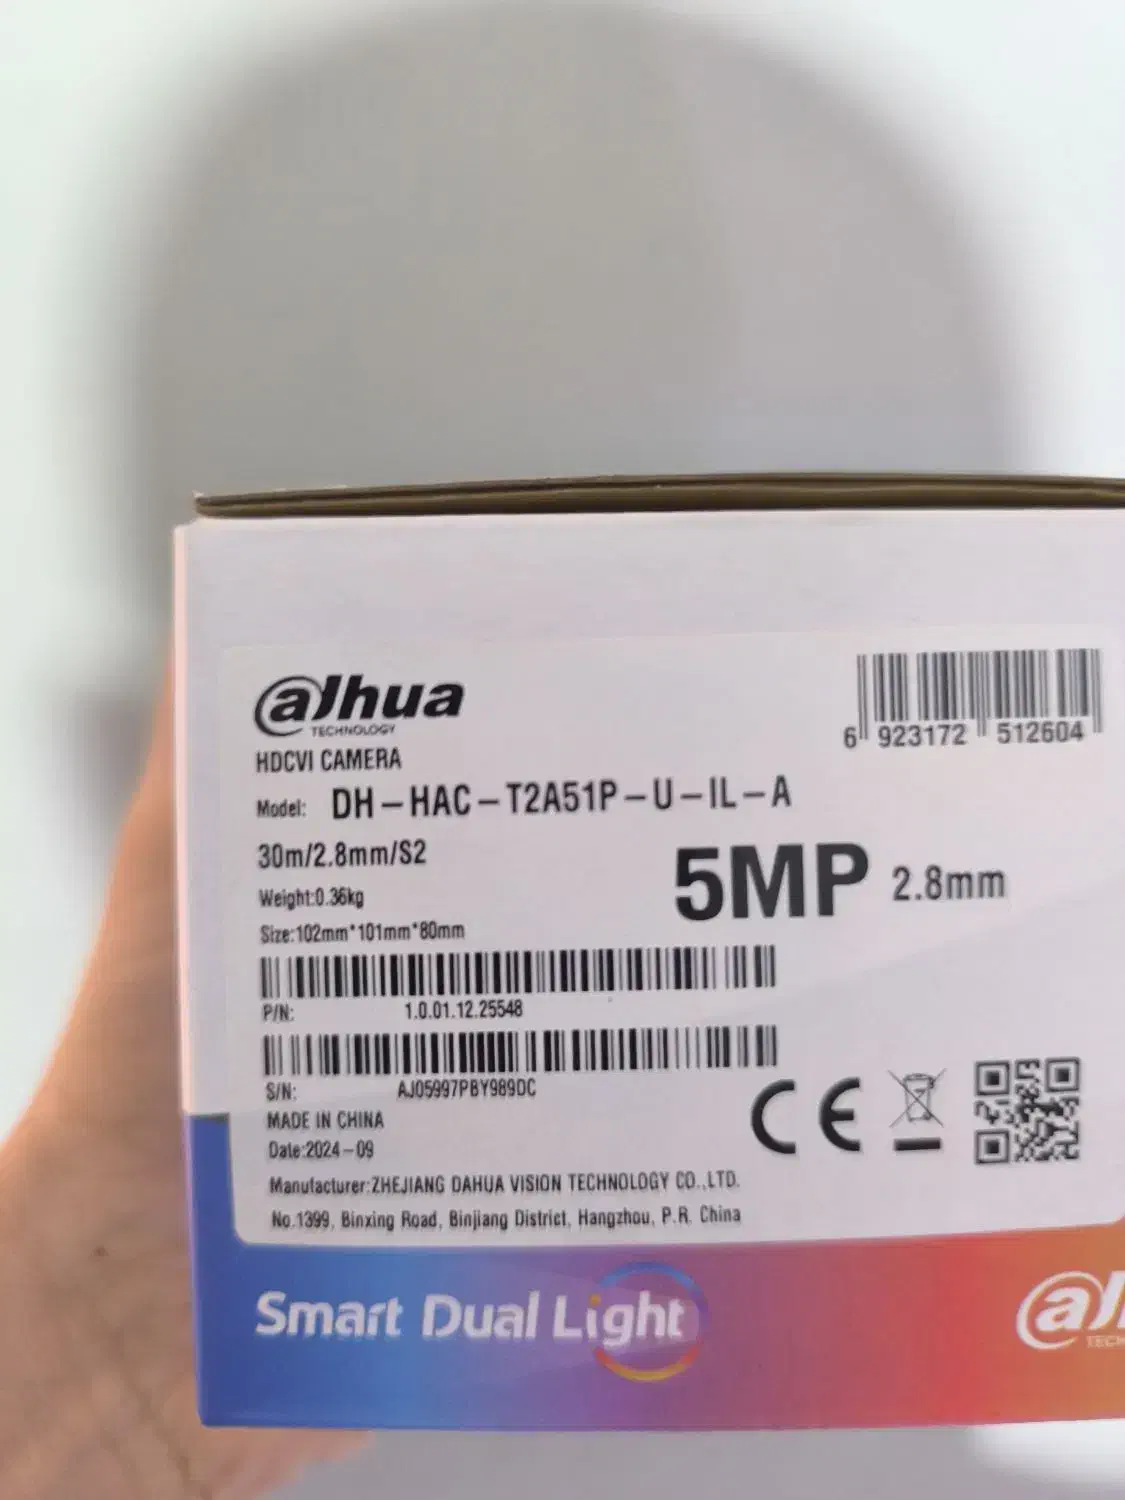 alhua
TECHNOLOGY
HDCVI CAMERA
6 923172 512604
Model: DH-HAC-T2A51P-U-IL-A
30m/2.8mm/S2
5MP 2.8mm
Weight:0.36kg
Size:102mm*101mm*80mm
P/N: 1.0.01.12.25548
S/N: AJ05997PBY989DC
MADE IN CHINA
Date:2024-09
CE
Manufacturer:ZHEJIANG DAHUA VISION TECHNOLOGY CO.,LTD.
No.1399, Binxing Road, Binjiang District, Hangzhou, P.R. China
Smart Dual Light
al
TECH